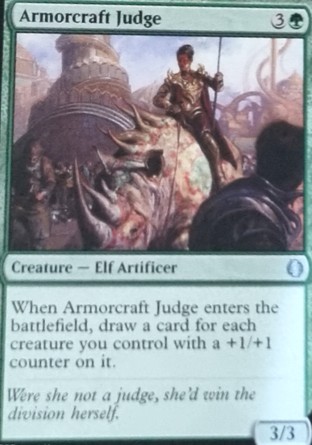 Armorcraft Judge 3
Creature — Elf Artificer
When Armorcraft Judge enters the
battlefield, draw a card for each
creature you control with a +1/+1
counter on it.
Were she not a judge, she'd win the
division herself.
3/3